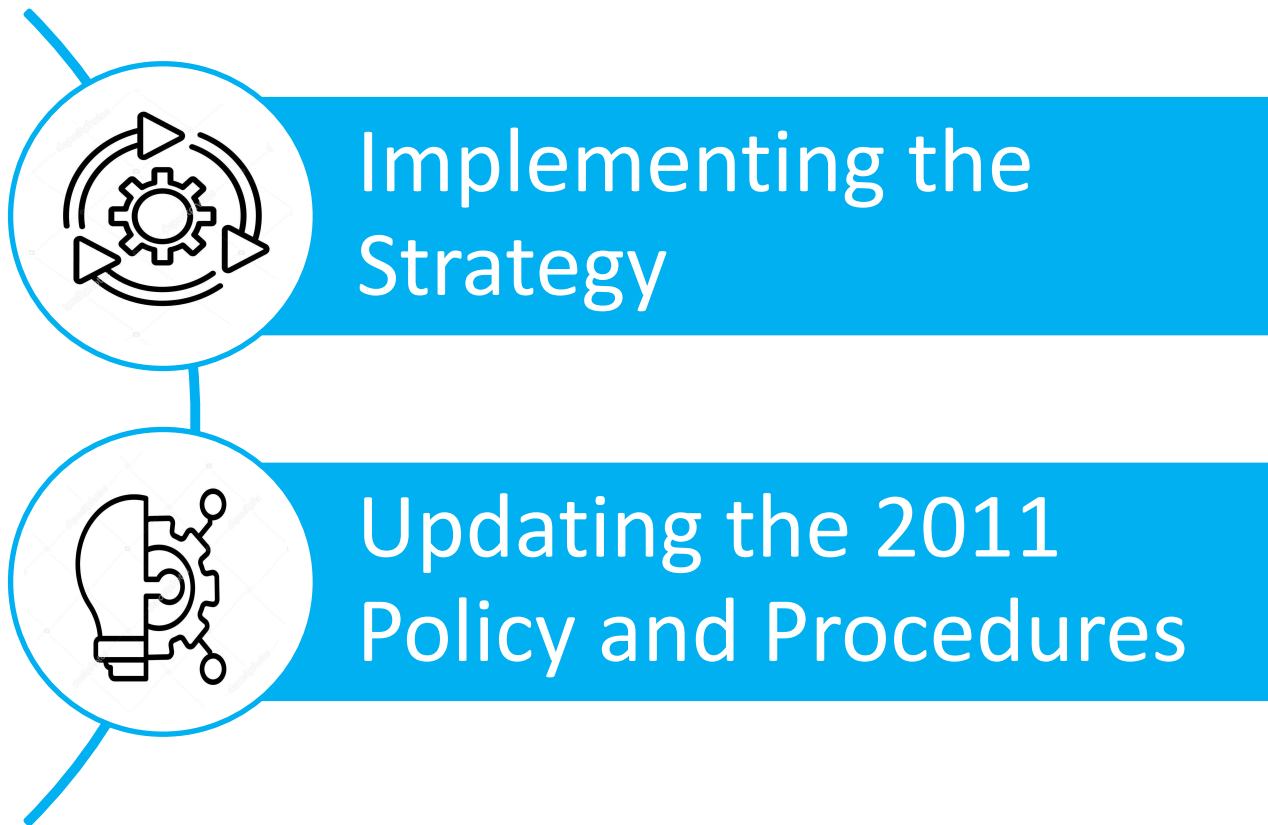 Implementing the
Strategy
Updating the 2011
Policy and Procedures